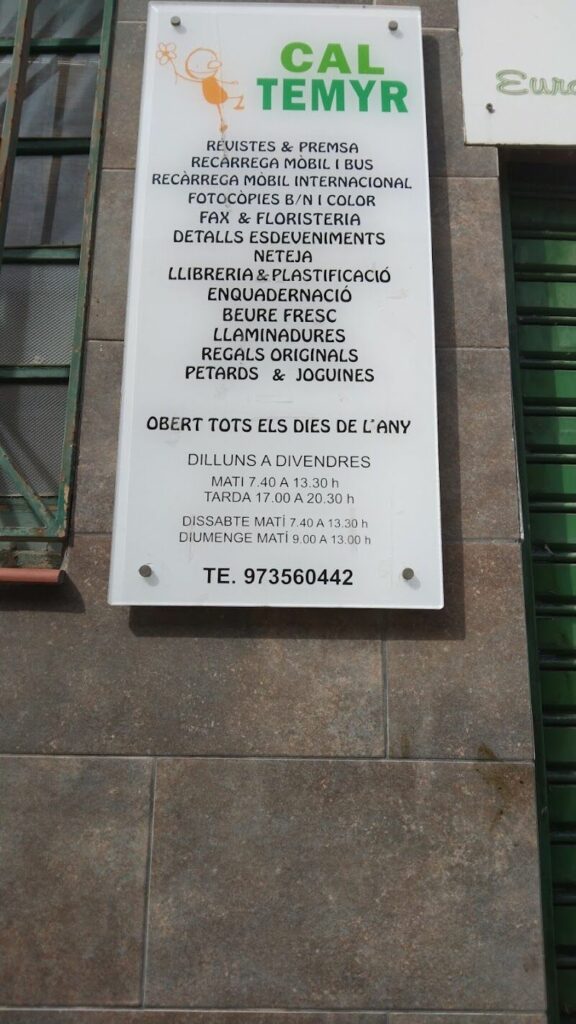 CAL
TEMYR
REVISTES & PREMSA
RECÀRREGA MÒBIL I BUS
RECÀRREGA MÒBIL INTERNACIONAL
FOTOCÒPIES B/N I COLOR
FAX & FLORISTERIA
DETALLS ESDEVENIMENTS
NETEJA
LLIBRERIA & PLASTIFICACIÓ
ENQUADERNACIÓ
BEURE FRESC
LLAMINADURES
REGALS ORIGINALS
PETARDS & JOGUINES
OBERT TOTS ELS DIES DE L'ANY
DILLUNS A DIVENDRES
MATI 7.40 A 13.30 h
TARDA 17.00 A 20.30 h
DISSABTE MATÍ 7.40 A 13.30 h
DIUMENGE MATÍ 9.00 A 13.00 h
TE. 973560442